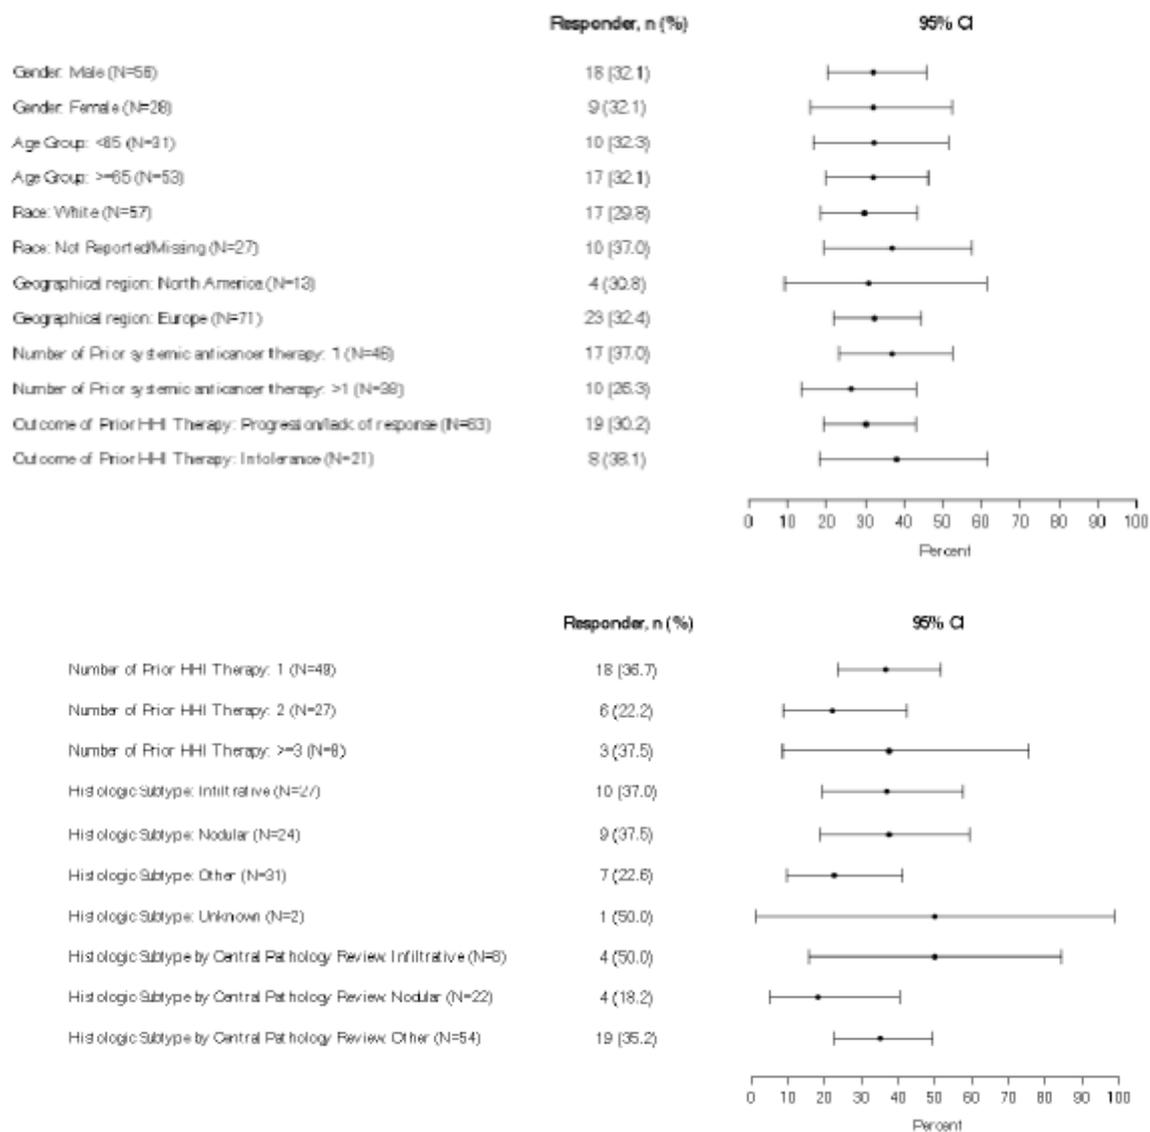 Responder, n (%) 95% CI
Gender: Male (N=56) 18 (32.1)
Gender: Female (N=28) 9 (32.1)
Age Group: <65 (N=31) 10 (32.3)
Age Group: >=65 (N=53) 17 (32.1)
Race: White (N=57) 17 (29.8)
Race: Not Reported/Missing (N=27) 10 (37.0)
Geographical region: North America (N=13) 4 (30.8)
Geographical region: Europe (N=71) 23 (32.4)
Number of Prior systemic anticancer therapy: 1 (N=46) 17 (37.0)
Number of Prior systemic anticancer therapy: >1 (N=38) 10 (26.3)
Outcome of Prior HHI Therapy: Progression/lack of response (N=63) 19 (30.2)
Outcome of Prior HHI Therapy: Intolerance (N=21) 8 (38.1)
0 10 20 30 40 50 60 70 80 90 100
Percent
Responder, n (%) 95% CI
Number of Prior HHI Therapy: 1 (N=49) 18 (36.7)
Number of Prior HHI Therapy: 2 (N=27) 6 (22.2)
Number of Prior HHI Therapy: >=3 (N=8) 3 (37.5)
Histologic Subtype: Infiltrative (N=27) 10 (37.0)
Histologic Subtype: Nodular (N=24) 9 (37.5)
Histologic Subtype: Other (N=31) 7 (22.6)
Histologic Subtype: Unknown (N=2) 1 (50.0)
Histologic Subtype by Central Pathology Review: Infiltrative (N=8) 4 (50.0)
Histologic Subtype by Central Pathology Review: Nodular (N=22) 4 (18.2)
Histologic Subtype by Central Pathology Review: Other (N=54) 19 (35.2)
0 10 20 30 40 50 60 70 80 90 100
Percent